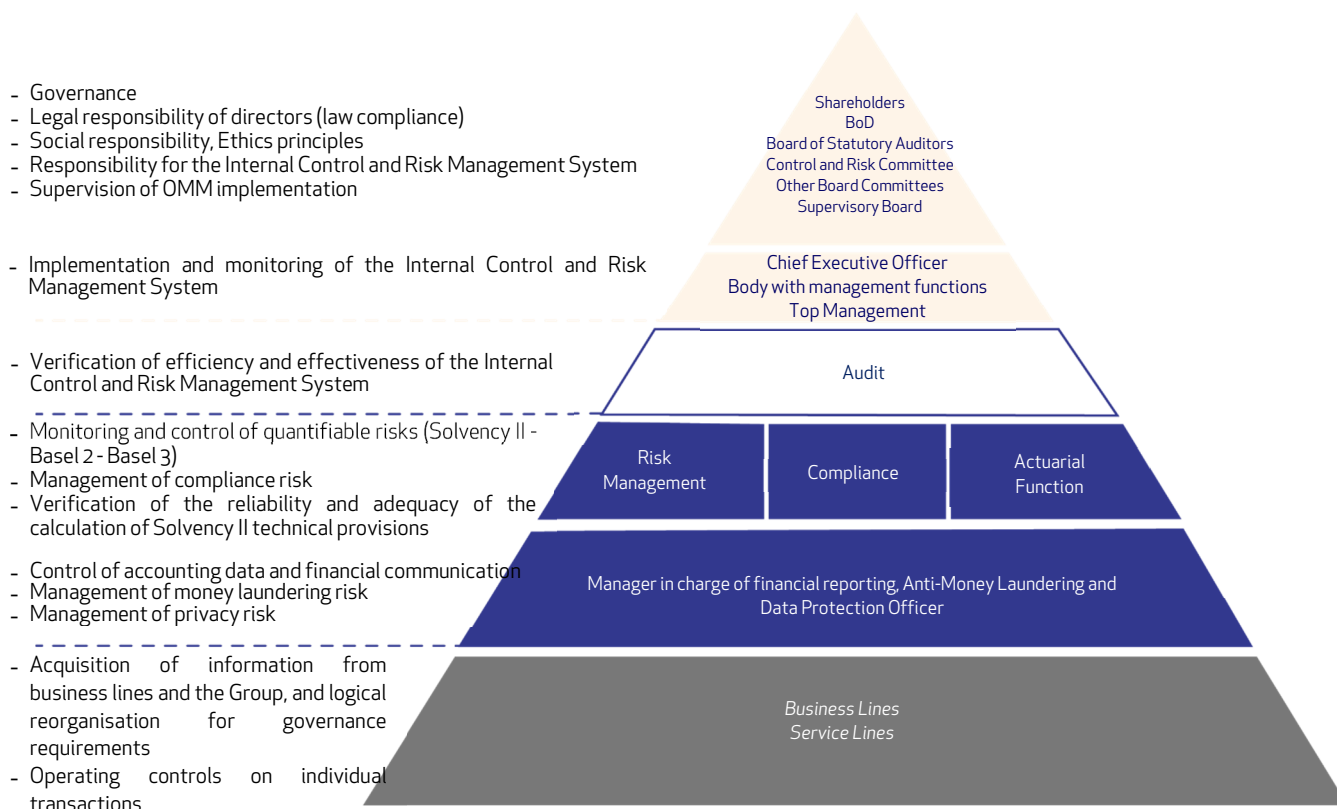 - Governance
- Legal responsibility of directors (law compliance)
- Social responsibility, Ethics principles
- Responsibility for the Internal Control and Risk Management System
- Supervision of OMM implementation
Shareholders
BoD
Board of Statutory Auditors
Control and Risk Committee
Other Board Committees
Supervisory Board
- Implementation and monitoring of the Internal Control and Risk
Management System
Chief Executive Officer
Body with management functions
Top Management
- Verification of efficiency and effectiveness of the Internal
Control and Risk Management System
Audit
- Monitoring and control of quantifiable risks (Solvency II -
Basel 2 - Basel 3)
- Management of compliance risk
- Verification of the reliability and adequacy of the
calculation of Solvency II technical provisions
Risk
Management
Compliance
Actuarial
Function
- Control of accounting data and financial communication
- Management of money laundering risk
- Management of privacy risk
Manager in charge of financial reporting, Anti-Money Laundering and
Data Protection Officer
- Acquisition of information from
business lines and the Group, and logical
reorganisation for governance
requirements
- Operating controls on individual
transactions
Business Lines
Service Lines